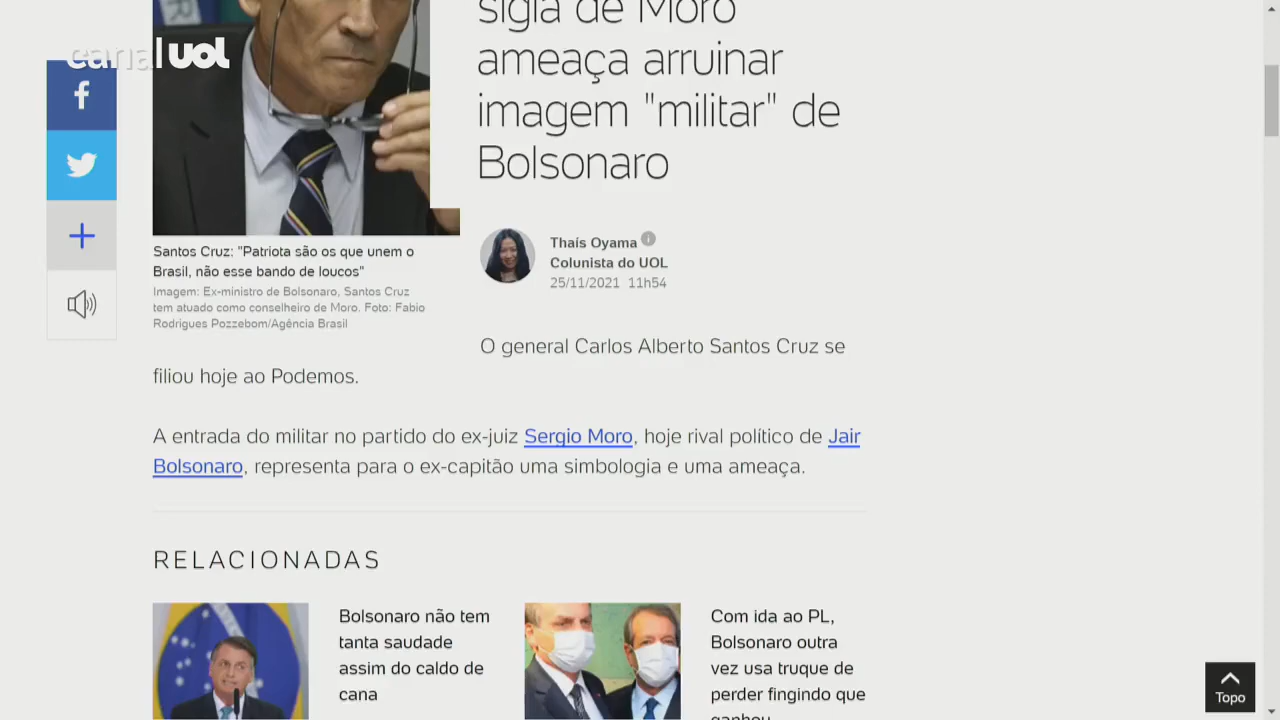 canal uol
sigla de Moro
ameaça arruinar
imagem "militar" de
Bolsonaro
Santos Cruz: "Patriota são os que unem o
Brasil, não esse bando de loucos"
Imagem: Ex-ministro de Bolsonaro, Santos Cruz
tem atuado como conselheiro de Moro. Foto: Fabio
Rodrigues Pozzebom/Agência Brasil
Thaís Oyama
Colunista do UOL
25/11/2021 11h54
O general Carlos Alberto Santos Cruz se
filiou hoje ao Podemos.
A entrada do militar no partido do ex-juiz Sergio Moro, hoje rival político de Jair
Bolsonaro, representa para o ex-capitão uma simbologia e uma ameaça.
RELACIONADAS
Bolsonaro não tem
tanta saudade
assim do caldo de
cana
Com ida ao PL,
Bolsonaro outra
vez usa truque de
perder fingindo que
ganhou
Topo